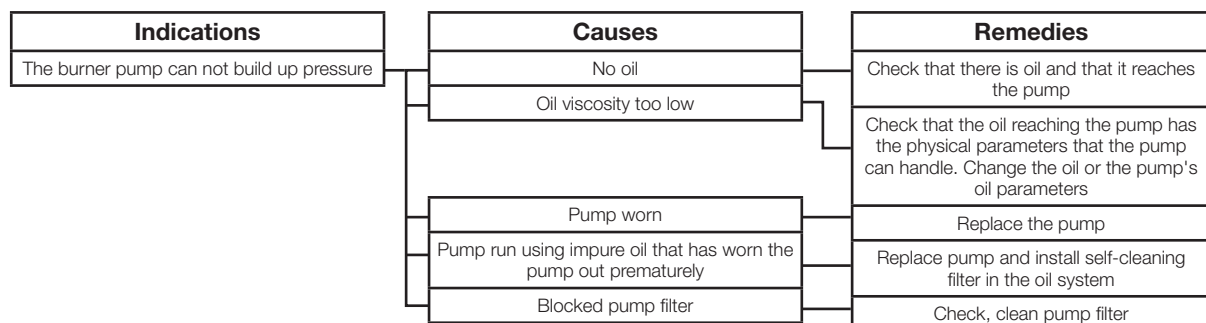 Indications
Causes
Remedies
The burner pump can not build up pressure
No oil
Check that there is oil and that it reaches
the pump
Oil viscosity too low
Check that the oil reaching the pump has
the physical parameters that the pump
can handle. Change the oil or the pump's
oil parameters
Pump worn
Replace the pump
Pump run using impure oil that has worn the
pump out prematurely
Replace pump and install self-cleaning
filter in the oil system
Blocked pump filter
Check, clean pump filter